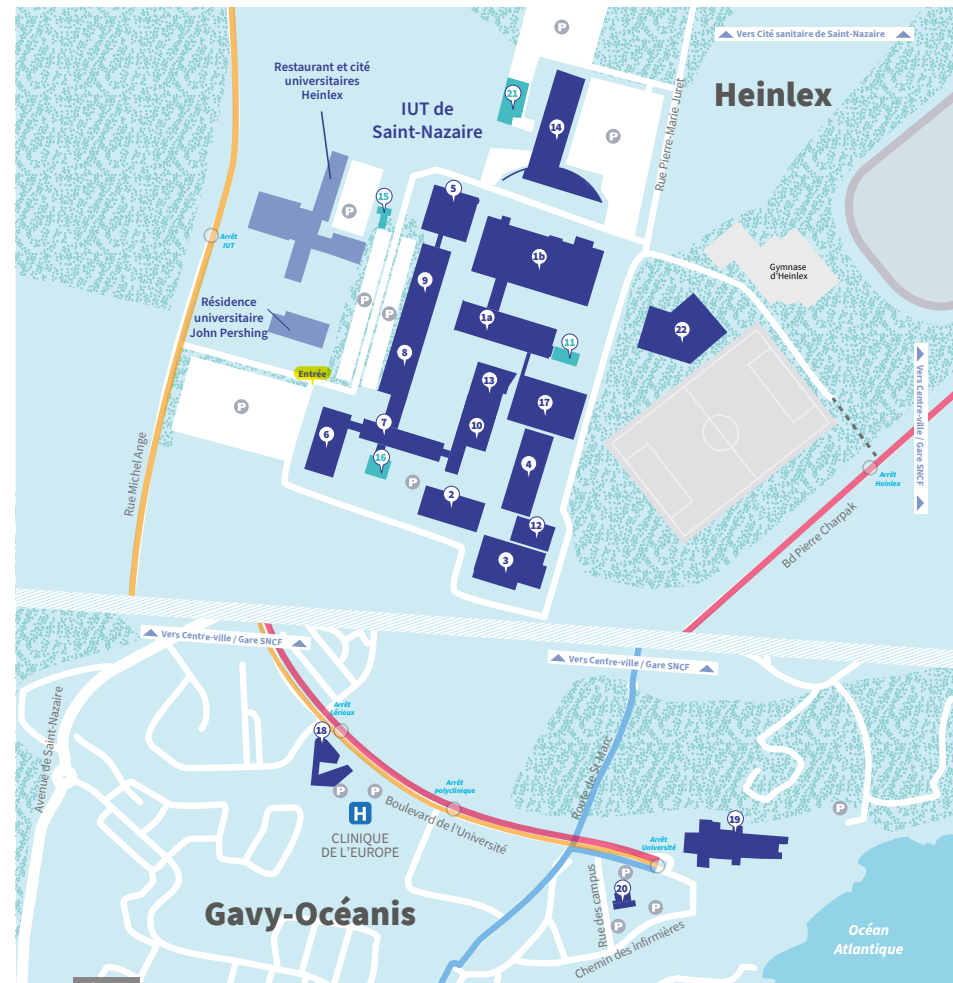 Vers Cité sanitaire de Saint-Nazaire
Heinlex
Restaurant et cité
universitaires
Heinlex
IUT de
Saint-Nazaire
Rue Pierre-Marie Juret
P
P
P
P
P
P
P
21
14
15
5
1b
9
1a
11
8
13
17
22
7
10
6
16
4
2
12
3
Arrêt
IUT
Gymnase
d'Heinlex
Résidence
universitaire
John Pershing
Entrée
Rue Michel Ange
Vers Centre-ville / Gare SNCF
Arrêt
Heinlex
Bd Pierre Charpak
Vers Centre-ville / Gare SNCF
Vers Centre-ville / Gare SNCF
Avenue de Saint-Nazaire
Arrêt
Lérioux
18
P
P
H
CLINIQUE
DE L'EUROPE
Arrêt
polyclinique
Boulevard de l'Université
Route de St-Marc
Arrêt
Université
19
P
P
20
P
P
Rue des campus
Chemin des infirmières
Gavy-Océanis
Océan
Atlantique